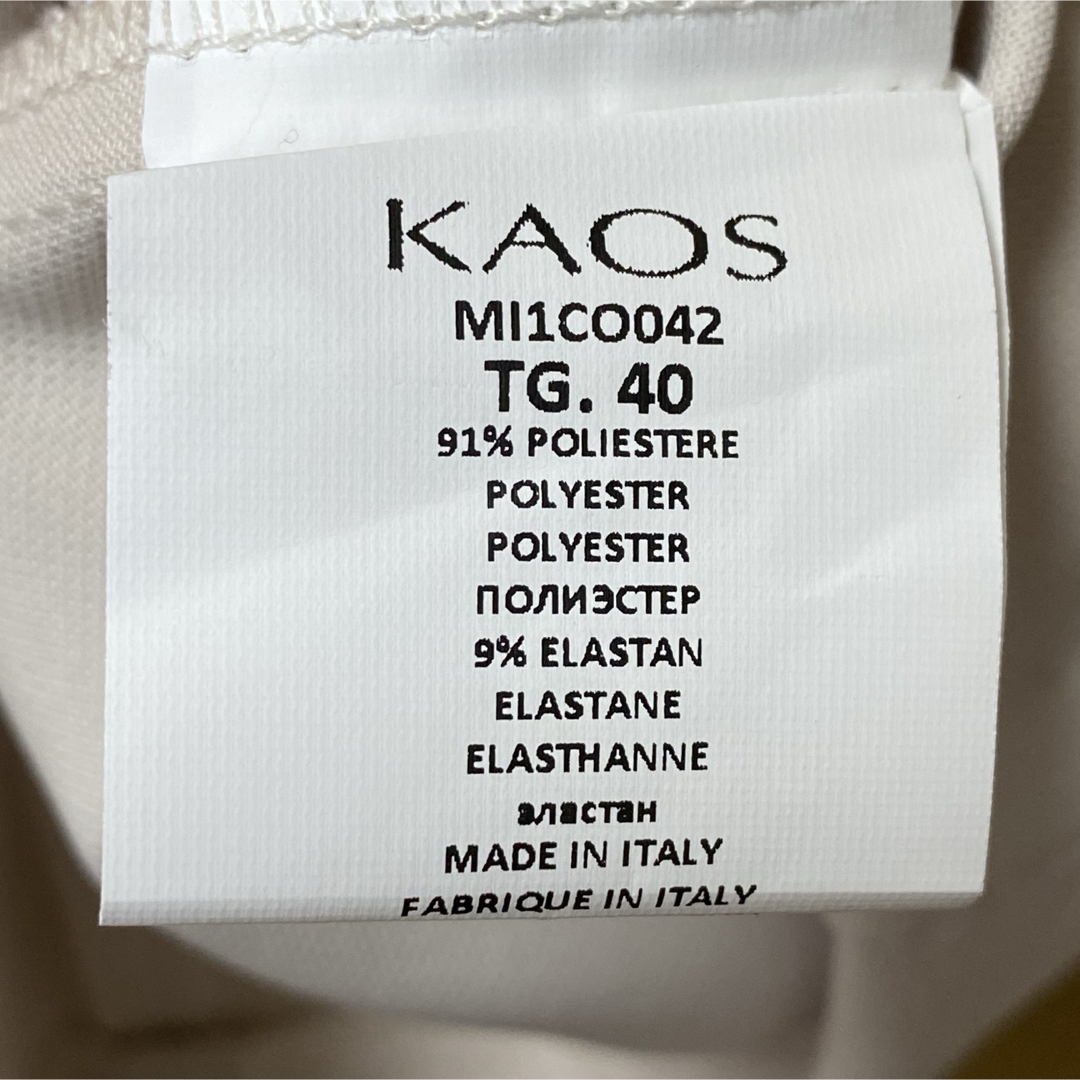 KAOS
MI1CO042
TG. 40
91% POLIESTERE
POLYESTER
POLYESTER
ПОЛИЭСТЕР
9% ELASTAN
ELASTANE
ELASTHANNE
эластан
MADE IN ITALY
FABRIQUE IN ITALY